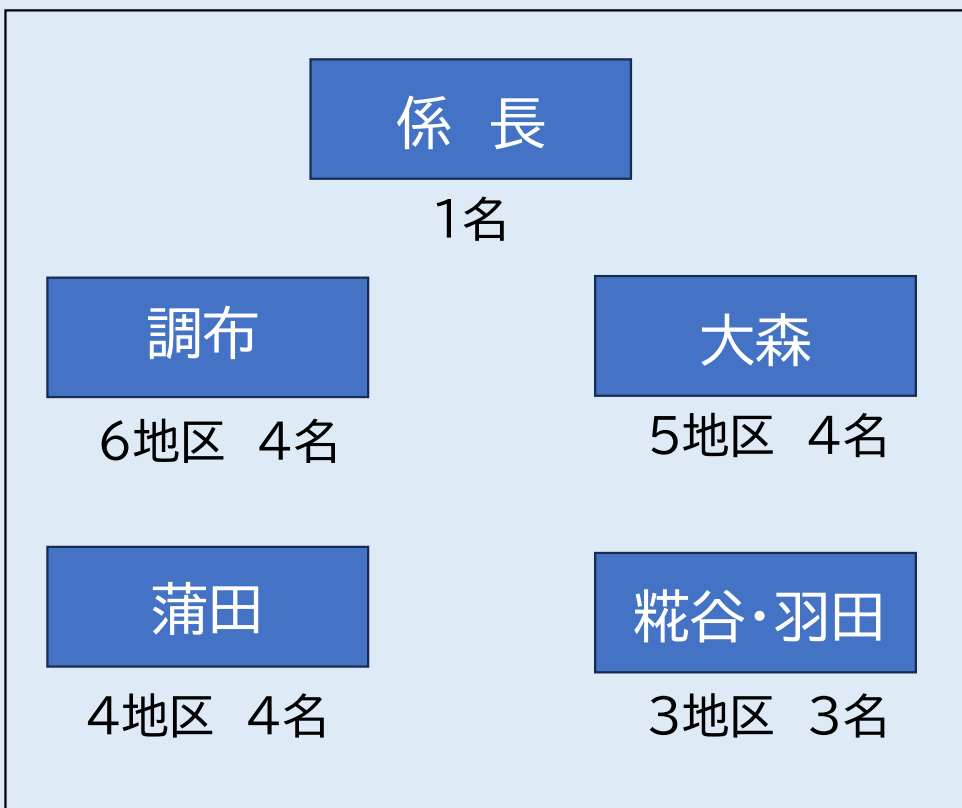 係　長
1名
調布
大森
6地区　4名
5地区　4名
蒲田
糀谷・羽田
4地区　4名
3地区　3名